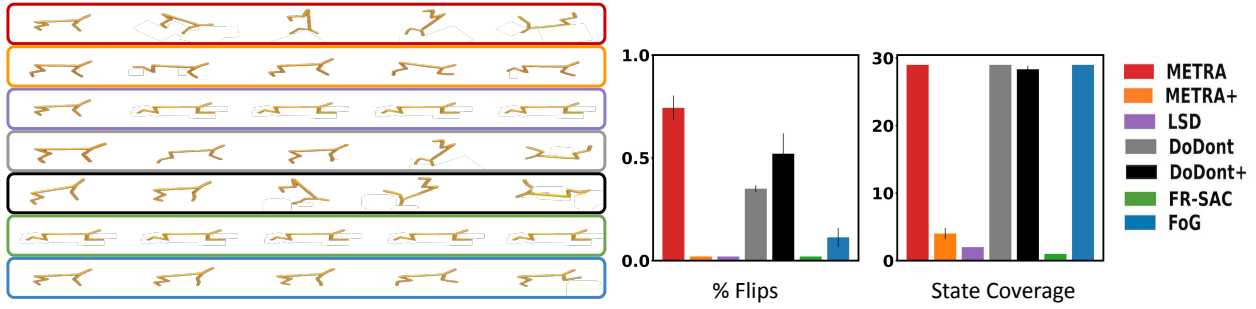 1.0
0.5
0.0
% Flips
30
20
10
0
State Coverage
METRA
METRA+
LSD
DoDont
DoDont+
FR-SAC
FoG